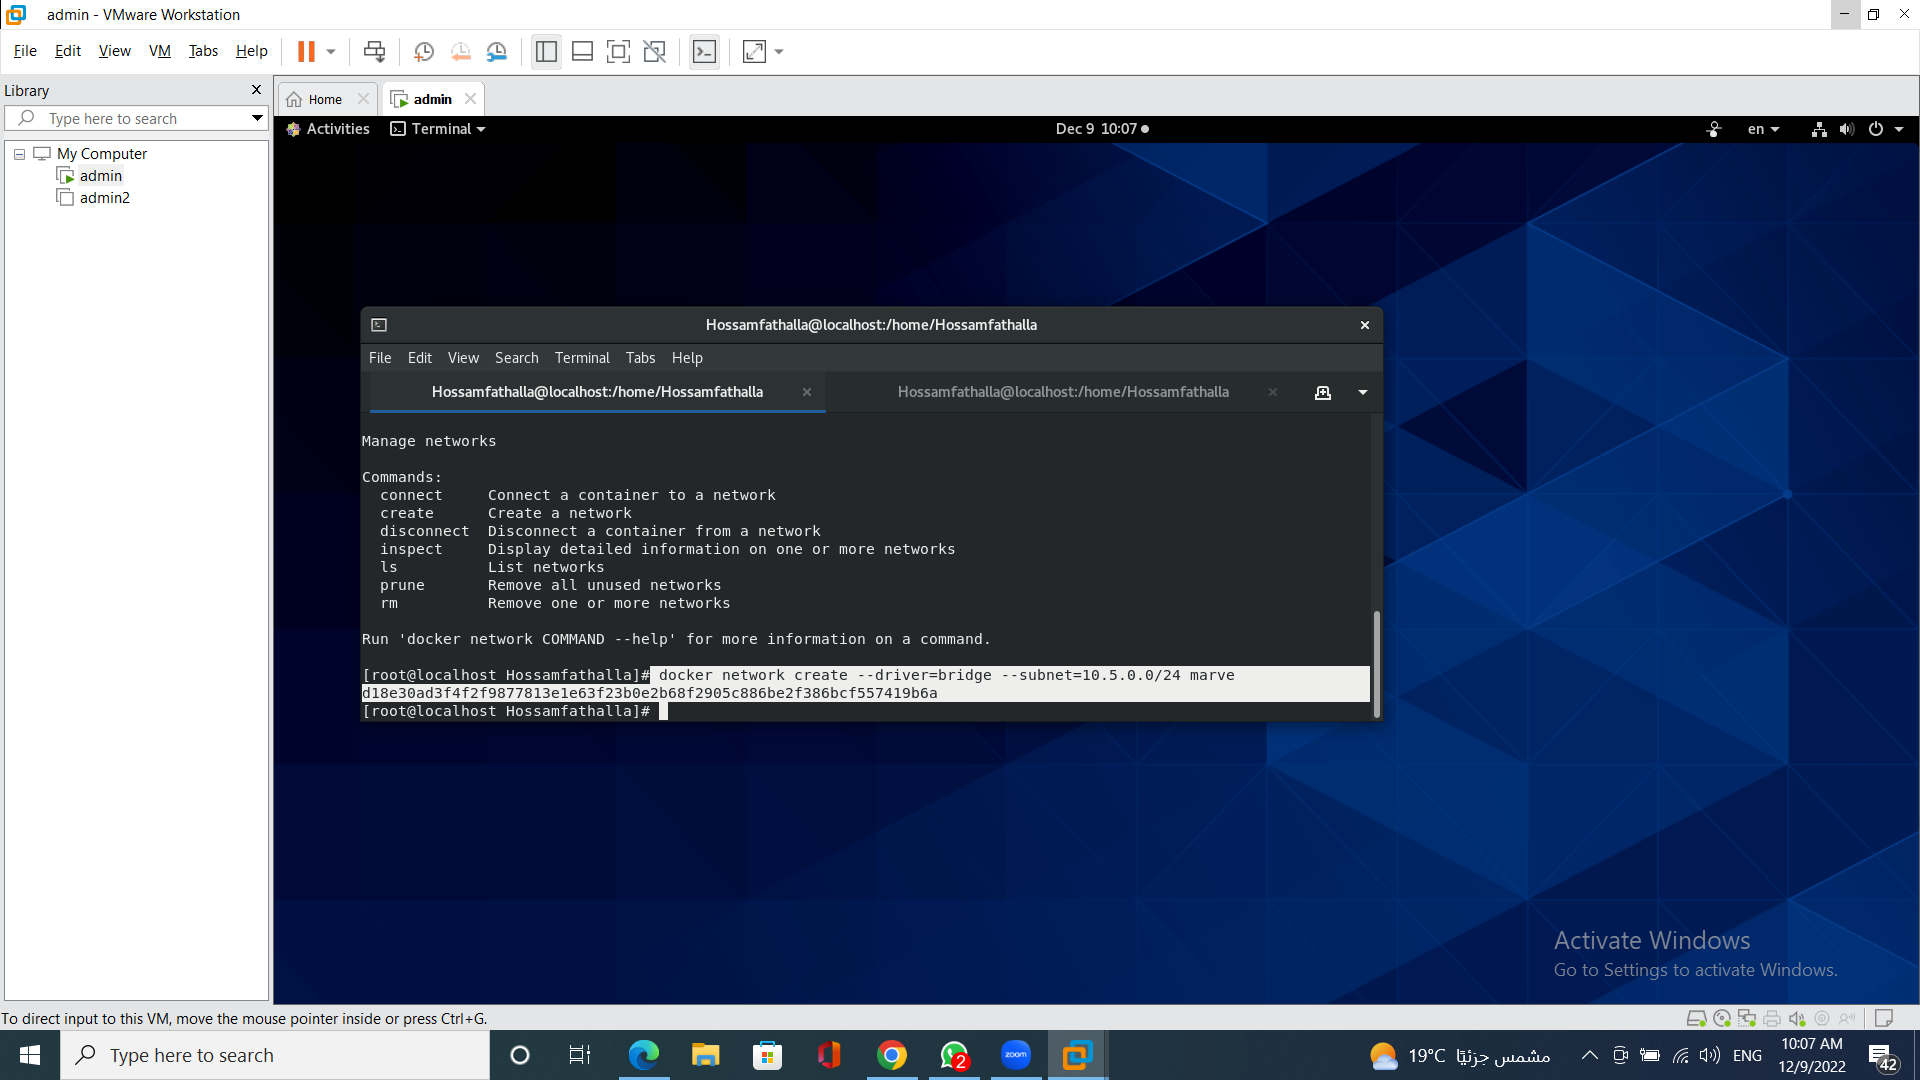 admin - VMware Workstation
File Edit View VM Tabs Help
Library
Type here to search
My Computer
admin
admin2
Home
admin
Activities
Terminal
Dec 9 10:07
en
Hossamfathalla@localhost:/home/Hossamfathalla
File Edit View Search Terminal Tabs Help
Hossamfathalla@localhost:/home/Hossamfathalla
Hossamfathalla@localhost:/home/Hossamfathalla
Manage networks
Commands:
connect Connect a container to a network
create Create a network
disconnect Disconnect a container from a network
inspect Display detailed information on one or more networks
ls List networks
prune Remove all unused networks
rm Remove one or more networks
Run 'docker network COMMAND --help' for more information on a command.
[root@localhost Hossamfathalla]# docker network create --driver=bridge --subnet=10.5.0.0/24 marve
d18e30ad3f4f2f9877813e1e63f23b0e2b68f2905c886be2f386bcf557419b6a
[root@localhost Hossamfathalla]#
Activate Windows
Go to Settings to activate Windows.
To direct input to this VM, move the mouse pointer inside or press Ctrl+G.
Type here to search
2
zoom
19°C مشمس جزئيًا
ENG
10:07 AM
12/9/2022
42